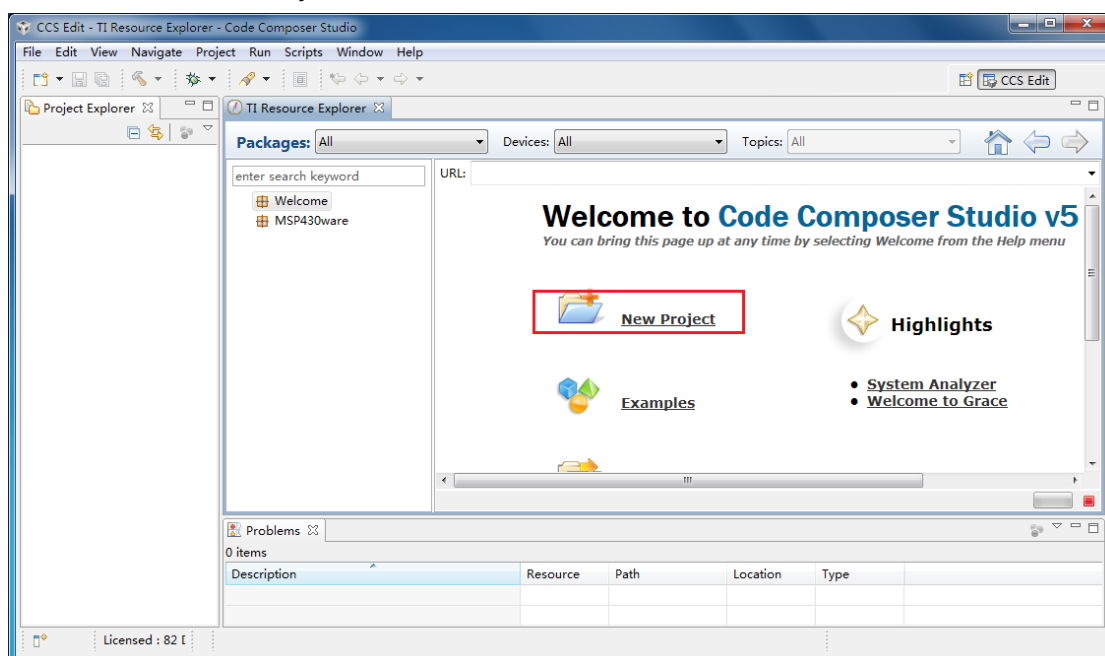 CCS Edit - TI Resource Explorer - Code Composer Studio
File Edit View Navigate Project Run Scripts Window Help
CCS Edit
Project Explorer
TI Resource Explorer
Packages: All Devices: All Topics: All
enter search keyword
URL:
Welcome
MSP430ware
Welcome to Code Composer Studio v5
You can bring this page up at any time by selecting Welcome from the Help menu
New Project
Highlights
Examples
System Analyzer
Welcome to Grace
Problems
0 items
Description Resource Path Location Type
Licensed : 82